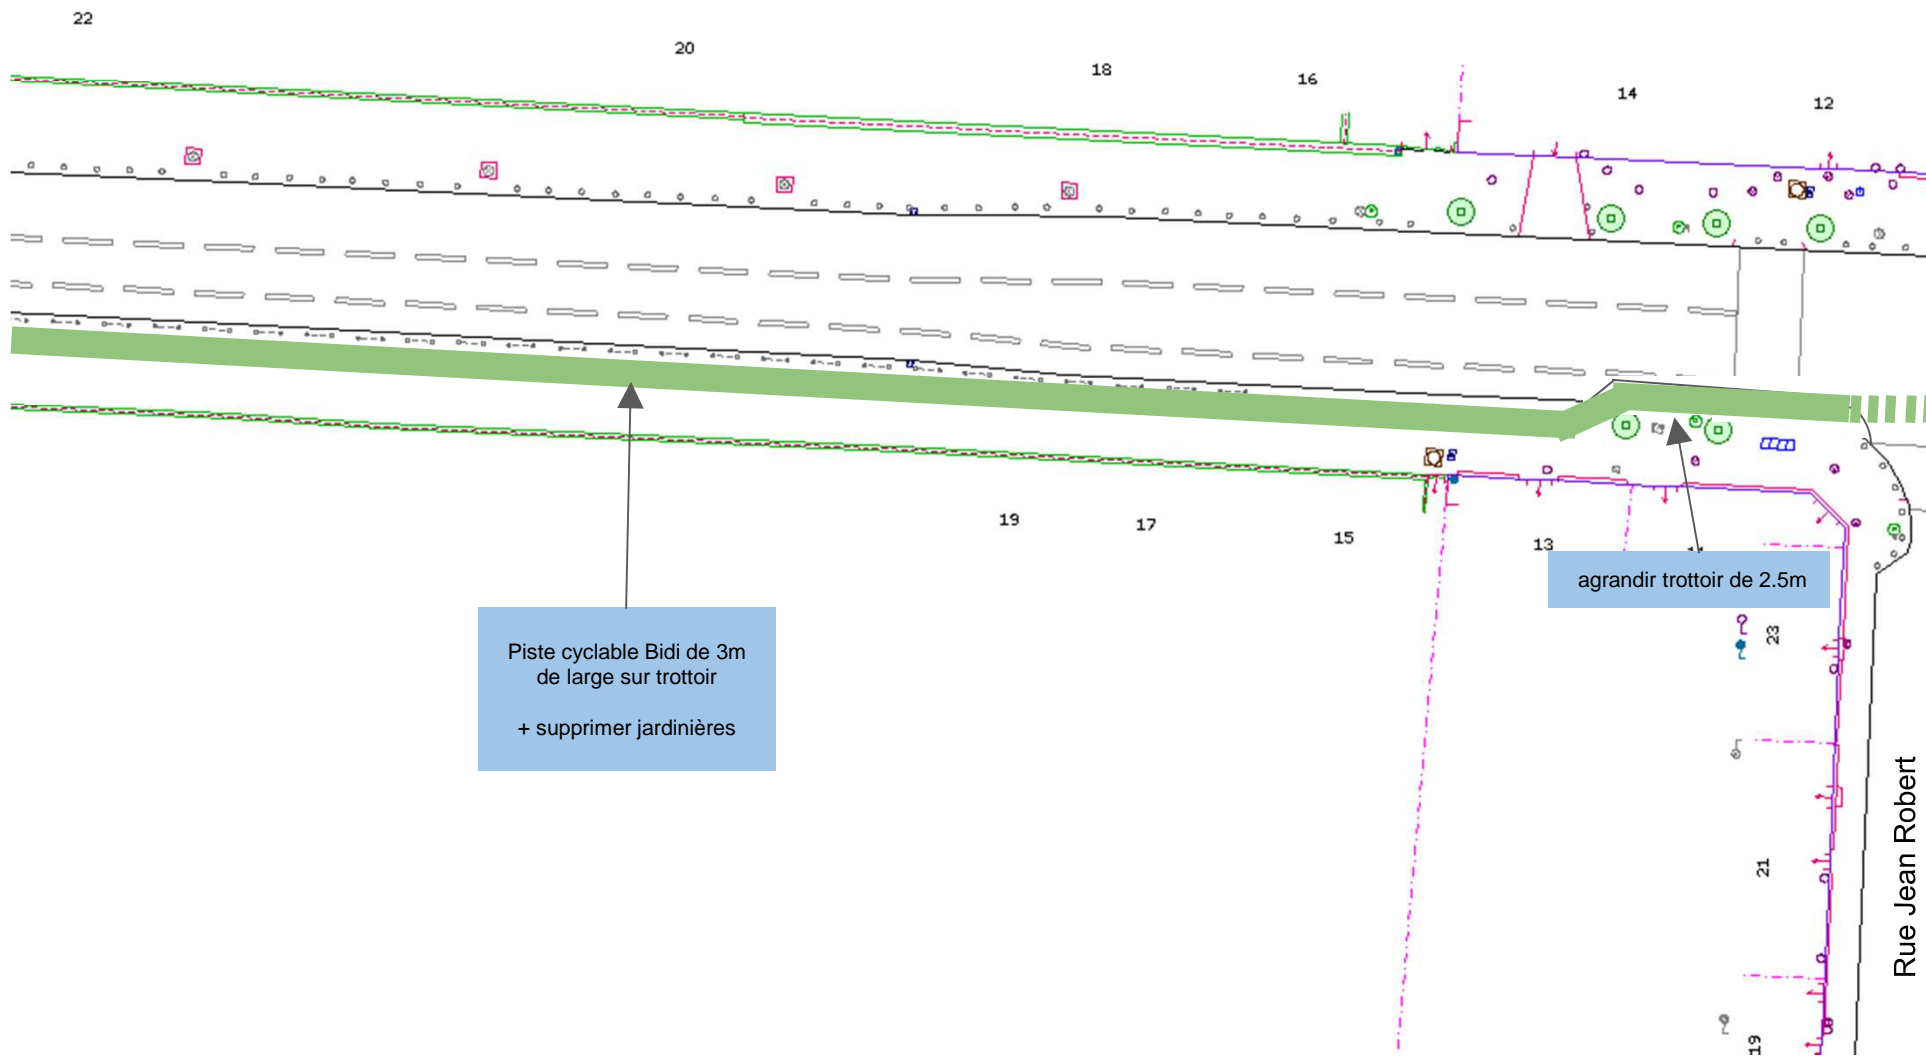 22
20
18
16
14
12
19
17
15
13
agrandir trottoir de 2.5m
Piste cyclable Bidi de 3m
de large sur trottoir
+ supprimer jardinières
23
21
19
Rue Jean Robert